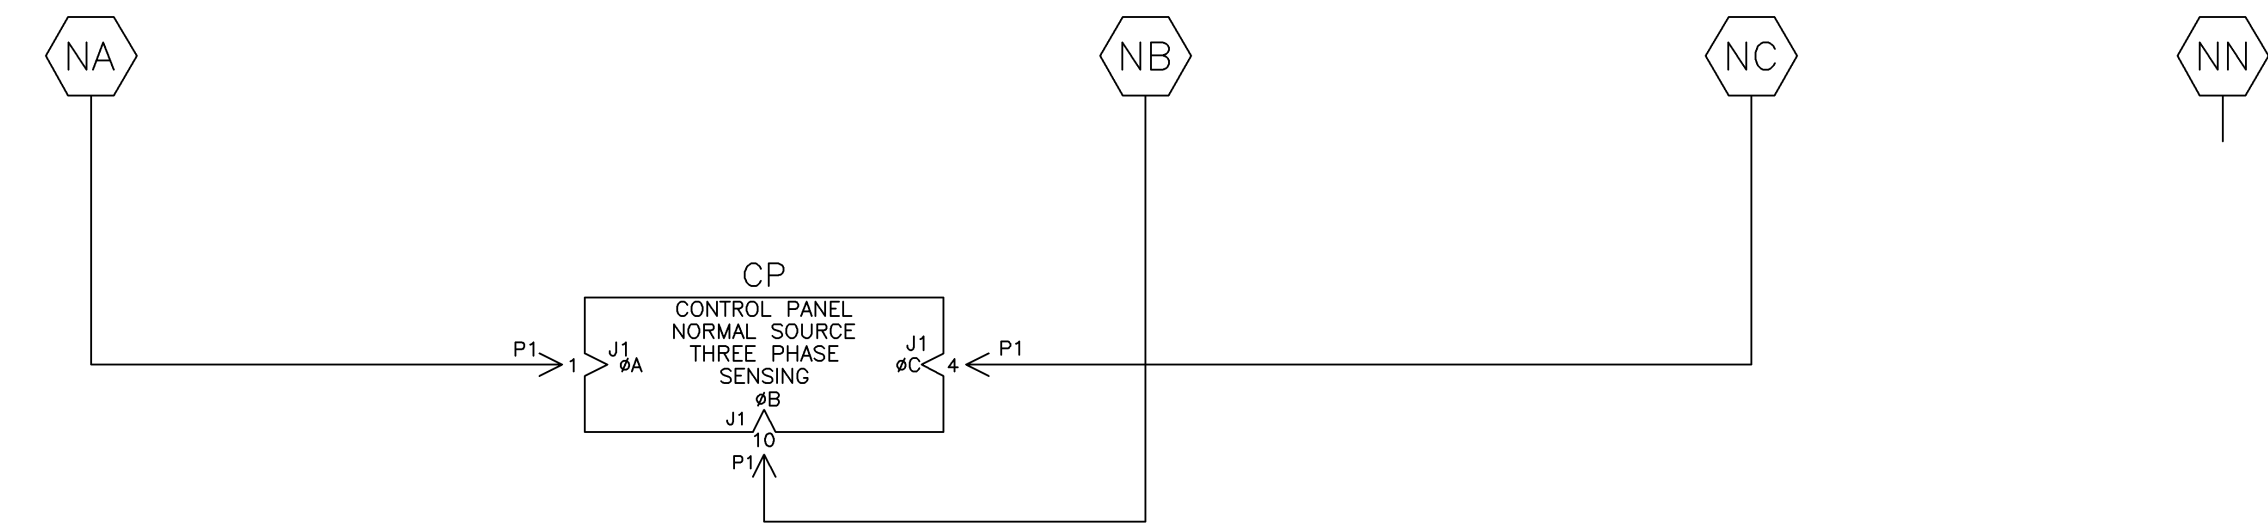 NA
NB
NC
NN
CP
CONTROL PANEL
NORMAL SOURCE
THREE PHASE
SENSING
P1
1
J1
øA
J1
øC
4
P1
øB
J1
10
P1